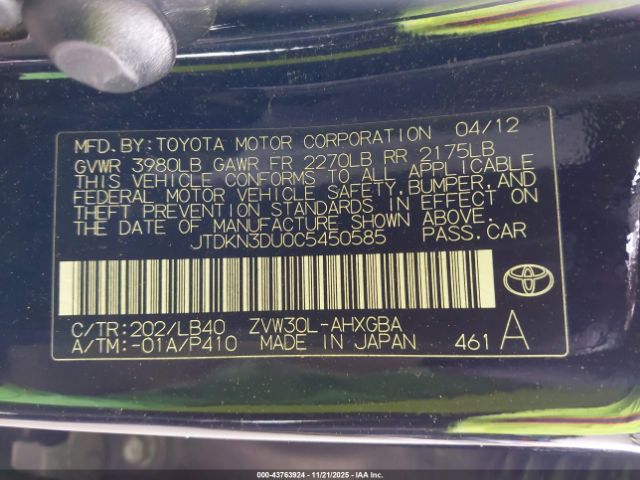 MFD.BY:TOYOTA MOTOR CORPORATION 04/12
GVWR 3980LB GAWR FR 2270LB RR 2175LB
THIS VEHICLE CONFORMS TO ALL APPLICABLE
FEDERAL MOTOR VEHICLE SAFETY,BUMPER,AND
THEFT PREVENTION STANDARDS IN EFFECT ON
THE DATE OF MANUFACTURE SHOWN ABOVE.
JTDKN3DU0C5450585 PASS.CAR
C/TR:202/LB40 ZVW30L-AHXGBA
A/TM:-01A/P410 MADE IN JAPAN 461 A
000-43763924 - 11/21/2025 - IAAI.CA